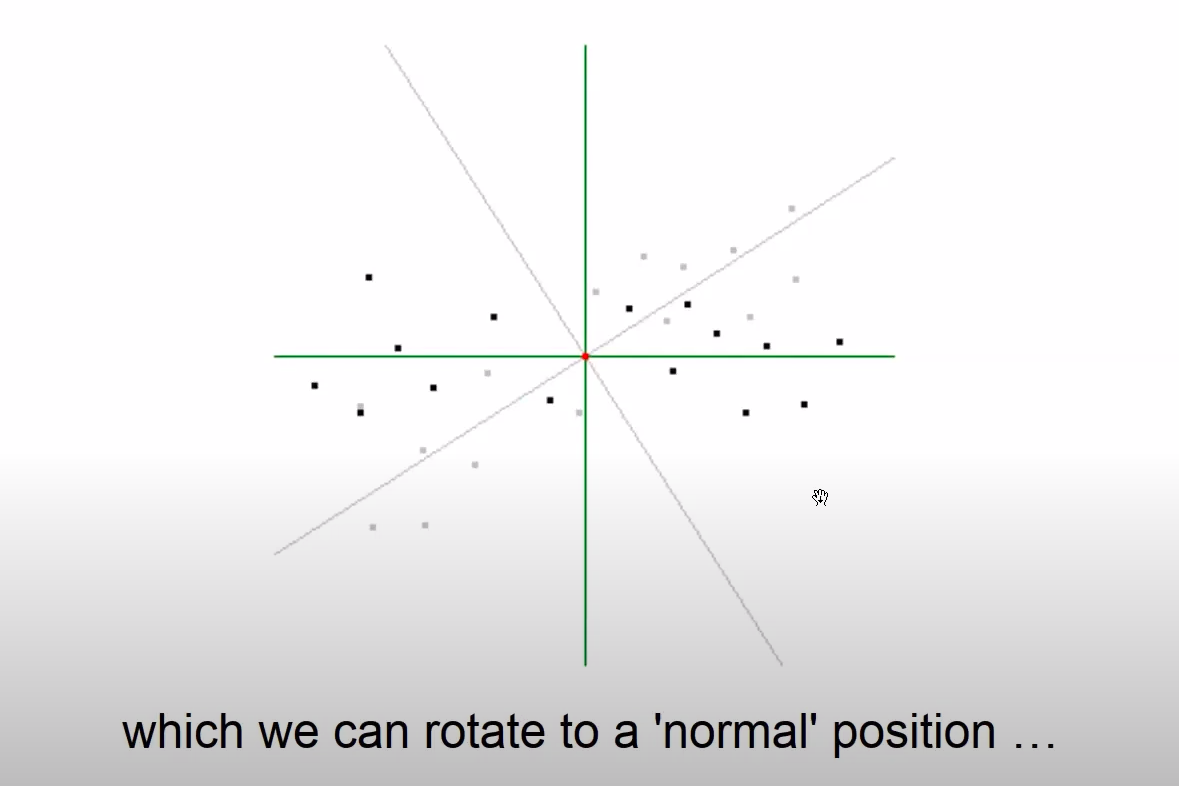 which we can rotate to a 'normal' position …